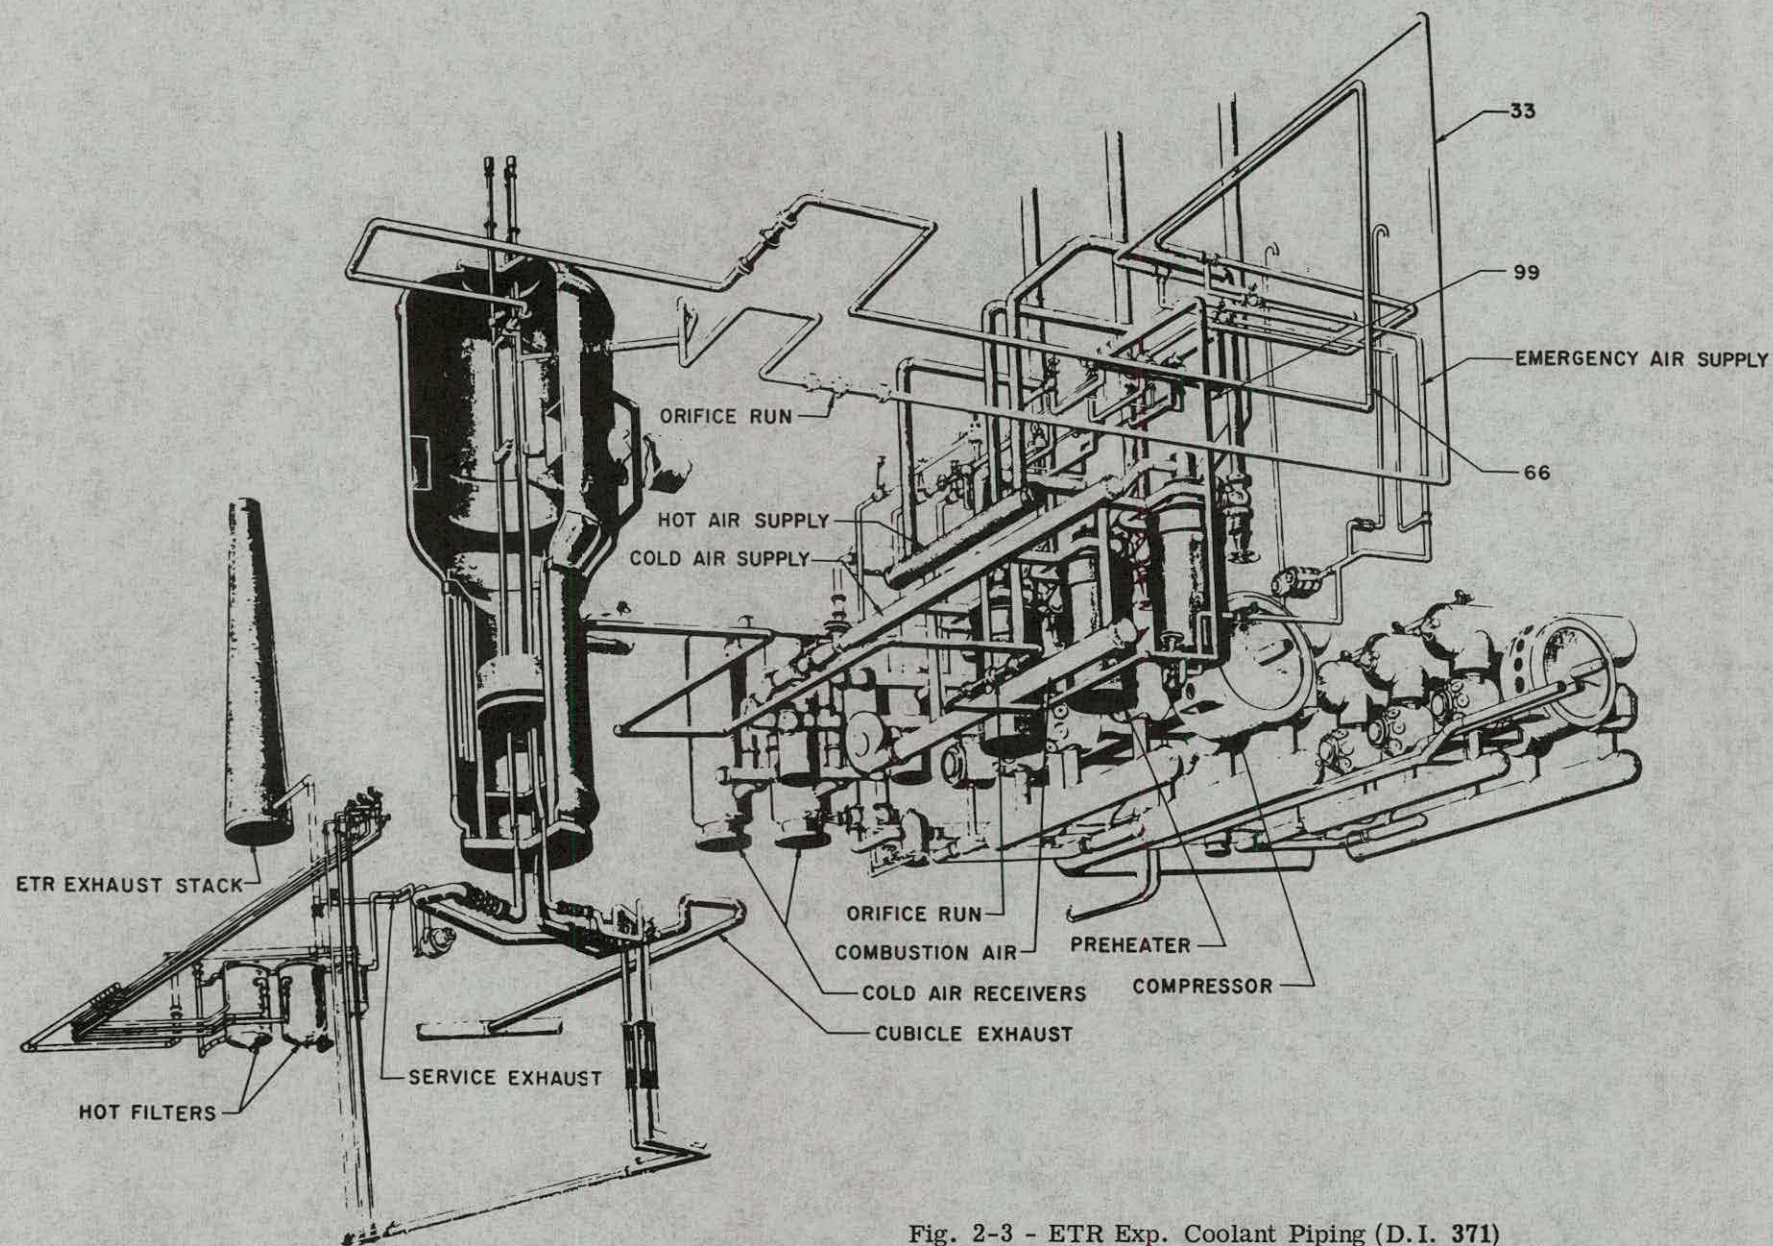 33
99
EMERGENCY AIR SUPPLY
ORIFICE RUN
66
HOT AIR SUPPLY
COLD AIR SUPPLY
ETR EXHAUST STACK
ORIFICE RUN
COMBUSTION AIR
PREHEATER
COLD AIR RECEIVERS
COMPRESSOR
CUBICLE EXHAUST
SERVICE EXHAUST
HOT FILTERS
Fig. 2-3 - ETR Exp. Coolant Piping (D.I. 371)